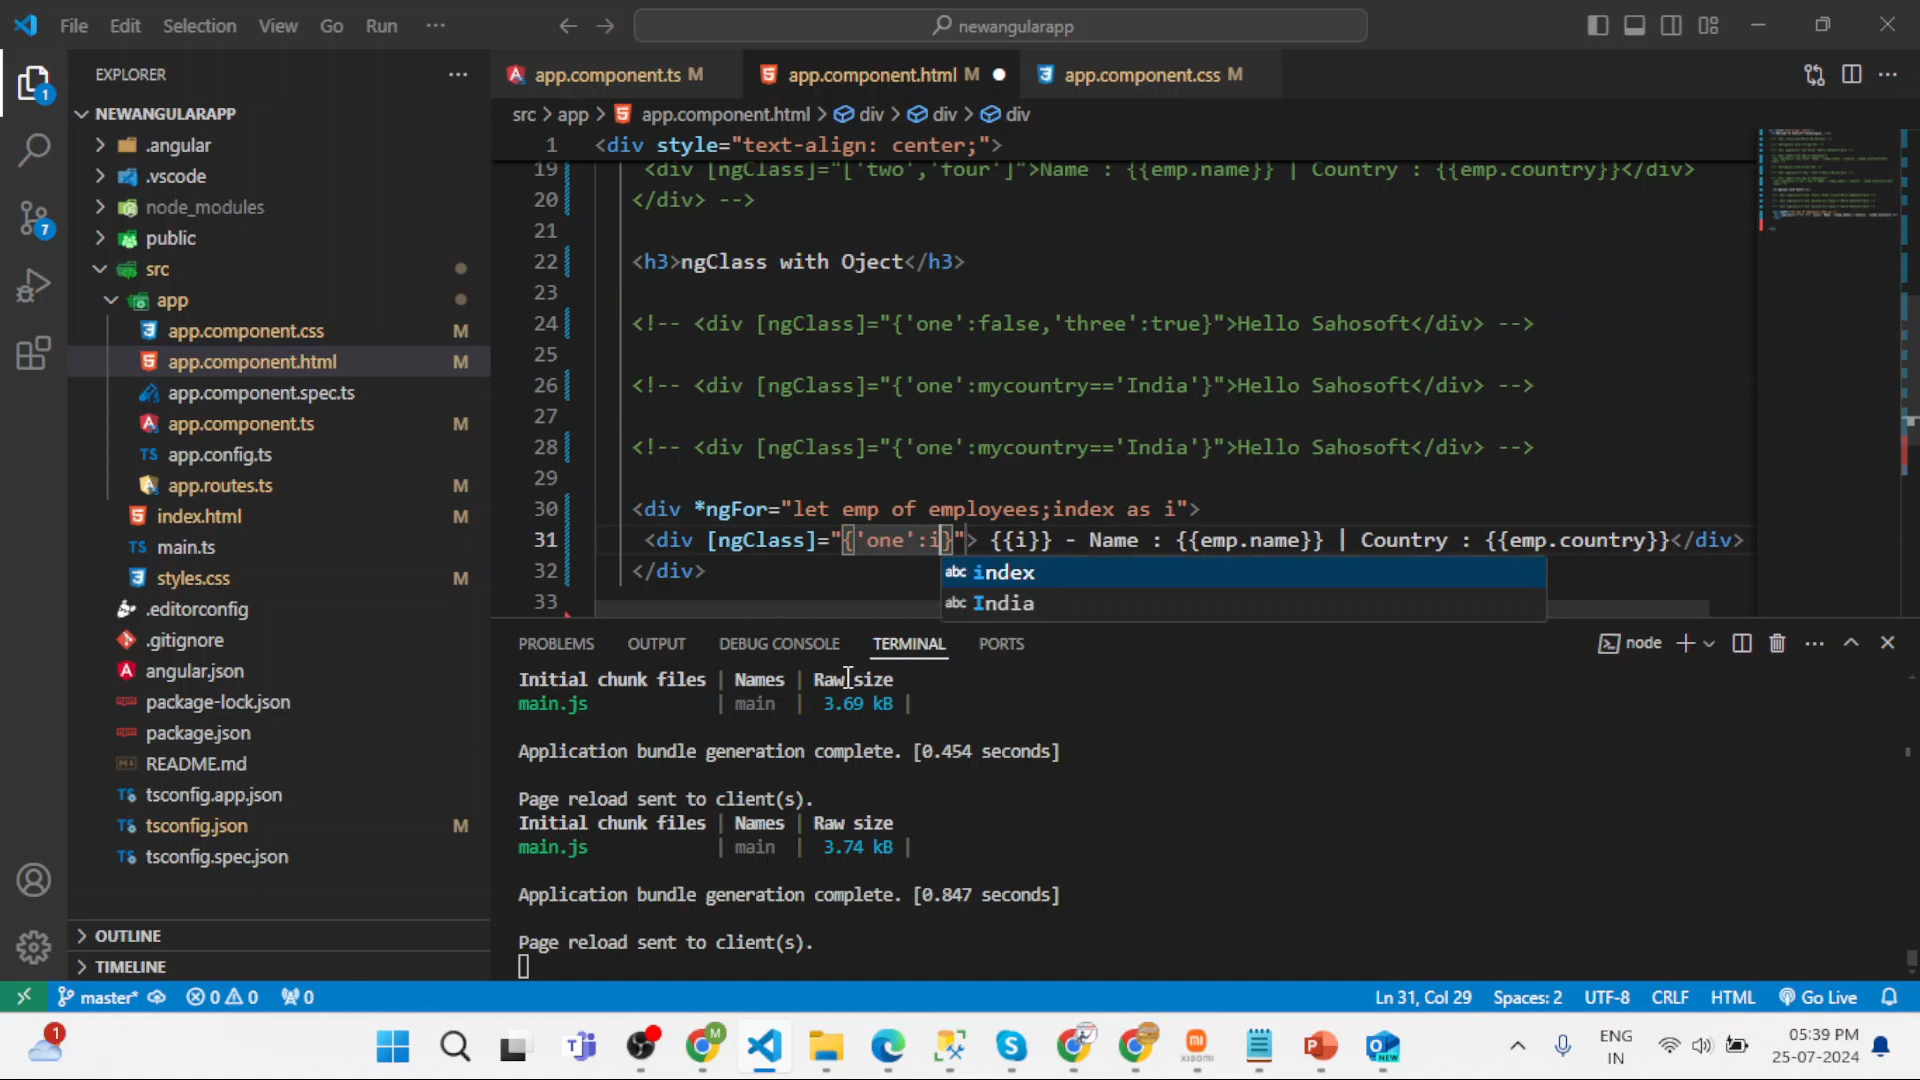 File Edit Selection View Go Run ··· newangularapp
EXPLORER ···
NEWANGULARAPP
.angular
.vscode
node_modules
public
src
app
app.component.css M
app.component.html M
app.component.spec.ts
app.component.ts M
TS app.config.ts
app.routes.ts M
index.html M
TS main.ts
styles.css M
.editorconfig
.gitignore
angular.json
package-lock.json
package.json
README.md
TS tsconfig.app.json
TS tsconfig.json M
TS tsconfig.spec.json
OUTLINE
TIMELINE
1
7
app.component.ts M app.component.html M app.component.css M
src > app > app.component.html > div > div > div
1 <div style="text-align: center;">
19 <div [ngClass]="['two','four']">Name : {{emp.name}} | Country : {{emp.country}}</div>
20 </div> -->
21
22 <h3>ngClass with Oject</h3>
23
24 <!-- <div [ngClass]="{'one':false,'three':true}">Hello Sahosoft</div> -->
25
26 <!-- <div [ngClass]="{'one':mycountry=='India'}">Hello Sahosoft</div> -->
27
28 <!-- <div [ngClass]="{'one':mycountry=='India'}">Hello Sahosoft</div> -->
29
30 <div *ngFor="let emp of employees;index as i">
31 <div [ngClass]="{'one':i}"> {{i}} - Name : {{emp.name}} | Country : {{emp.country}}</div>
32 </div>
33
abc index
abc India
PROBLEMS OUTPUT DEBUG CONSOLE TERMINAL PORTS node
Initial chunk files | Names | Raw size
main.js | main | 3.69 kB |
Application bundle generation complete. [0.454 seconds]
Page reload sent to client(s).
Initial chunk files | Names | Raw size
main.js | main | 3.74 kB |
Application bundle generation complete. [0.847 seconds]
Page reload sent to client(s).
master* 0 0 0 Ln 31, Col 29 Spaces: 2 UTF-8 CRLF HTML Go Live
1
M
NEW
ENG
IN
05:39 PM
25-07-2024